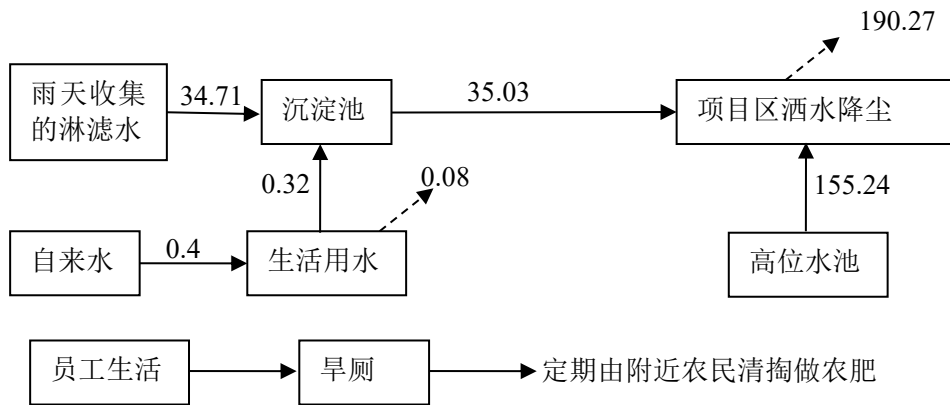 190.27
雨天收集
的淋滤水
34.71
沉淀池
35.03
项目区洒水降尘
0.32
0.08
155.24
自来水
0.4
生活用水
高位水池
员工生活
旱厕
定期由附近农民清掏做农肥